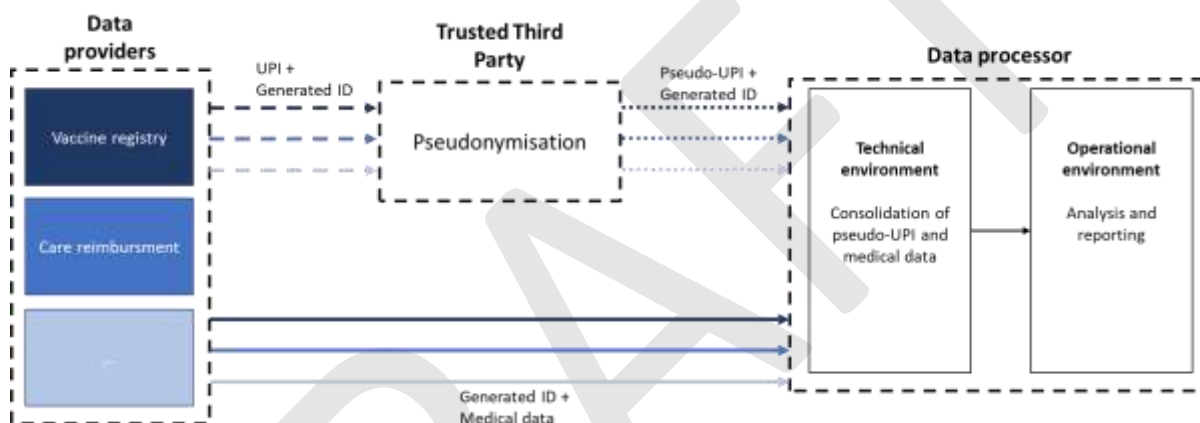 Data
providers
Vaccine registry
Care reimbursment
UPI +
Generated ID
Trusted Third
Party
Pseudonymisation
Pseudo-UPI +
Generated ID
Data processor
Technical
environment
Consolidation of
pseudo-UPI and
medical data
Operational
environment
Analysis and
reporting
Generated ID +
Medical data
DRAFT